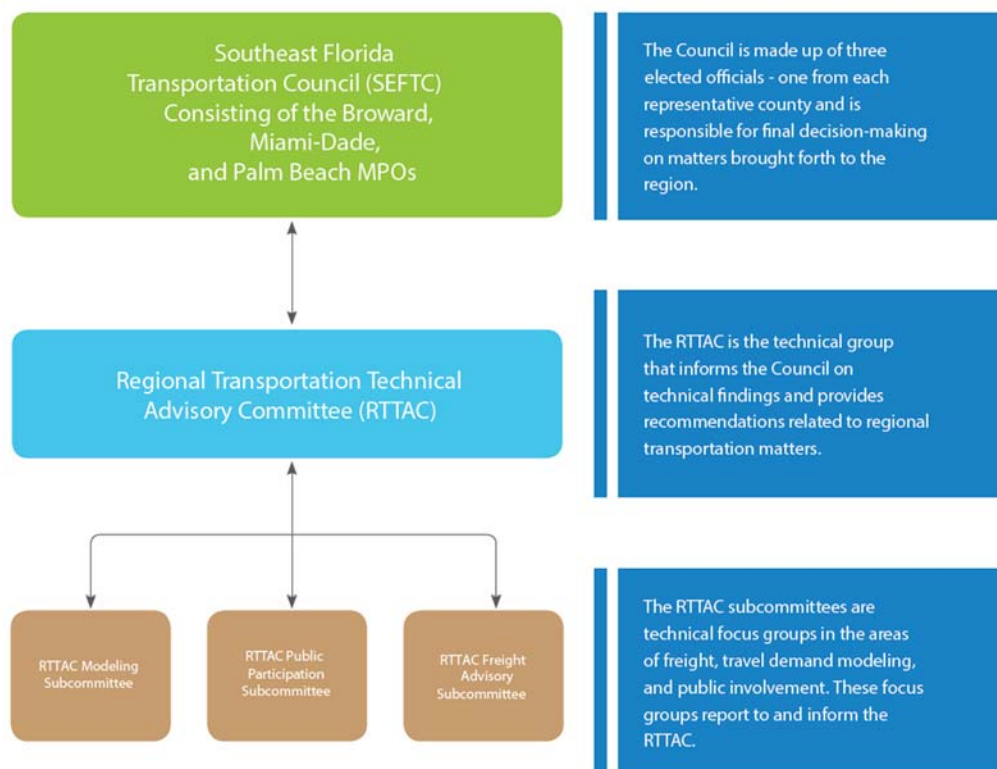 Southeast Florida
Transportation Council (SEFTC)
Consisting of the Broward,
Miami-Dade,
and Palm Beach MPOs
The Council is made up of three
elected officials - one from each
representative county and is
responsible for final decision-making
on matters brought forth to the
region.
Regional Transportation Technical
Advisory Committee (RTTAC)
The RTTAC is the technical group
that informs the Council on
technical findings and provides
recommendations related to regional
transportation matters.
RTTAC Modeling
Subcommittee
RTTAC Public
Participation
Subcommittee
RTTAC Freight
Advisory
Subcommittee
The RTTAC subcommittees are
technical focus groups in the areas
of freight, travel demand modeling,
and public involvement. These focus
groups report to and inform the
RTTAC.